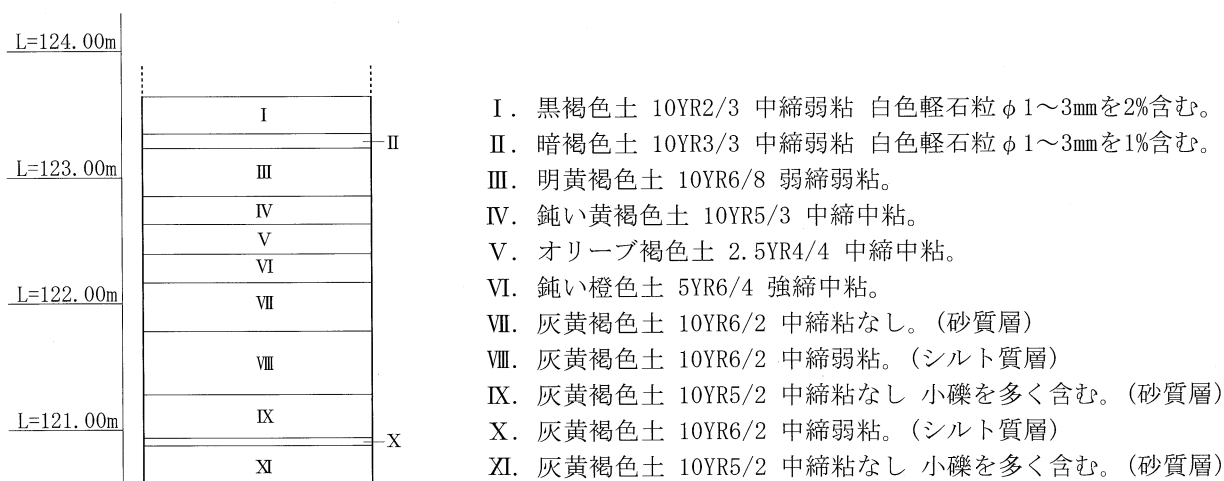 L=124.00m
L=123.00m
L=122.00m
L=121.00m
Ⅰ
Ⅱ
Ⅲ
Ⅳ
Ⅴ
Ⅵ
Ⅶ
Ⅷ
Ⅸ
Ⅹ
Ⅺ
Ⅰ. 黒褐色土 10YR2/3 中締弱粘 白色軽石粒φ1～3㎜を2%含む。
Ⅱ. 暗褐色土 10YR3/3 中締弱粘 白色軽石粒φ1～3㎜を1%含む。
Ⅲ. 明黄褐色土 10YR6/8 弱締弱粘。
Ⅳ. 鈍い黄褐色土 10YR5/3 中締中粘。
Ⅴ. オリーブ褐色土 2.5YR4/4 中締中粘。
Ⅵ. 鈍い橙色土 5YR6/4 強締中粘。
Ⅶ. 灰黄褐色土 10YR6/2 中締粘なし。(砂質層)
Ⅷ. 灰黄褐色土 10YR6/2 中締弱粘。(シルト質層)
Ⅸ. 灰黄褐色土 10YR5/2 中締粘なし 小礫を多く含む。(砂質層)
Ⅹ. 灰黄褐色土 10YR6/2 中締弱粘。(シルト質層)
Ⅺ. 灰黄褐色土 10YR5/2 中締粘なし 小礫を多く含む。(砂質層)